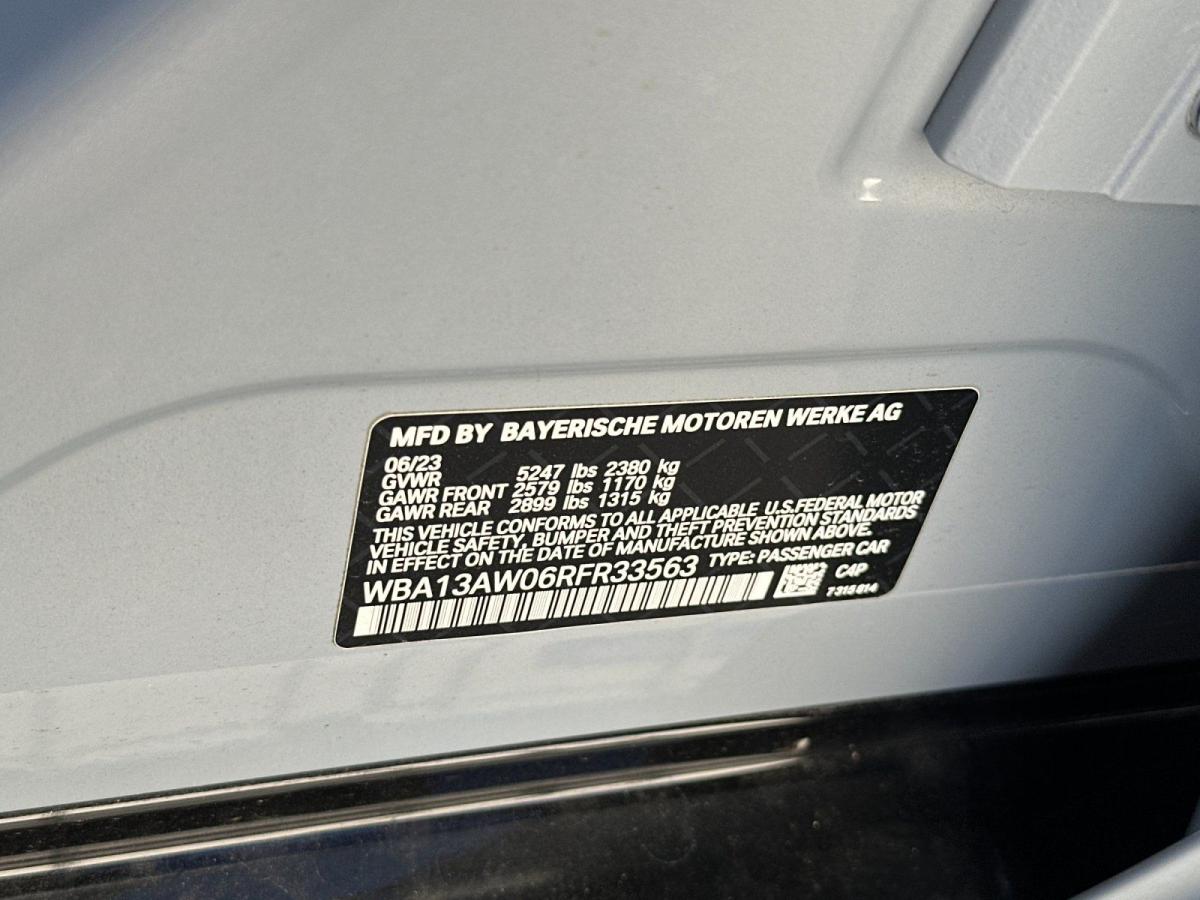 MFD BY BAYERISCHE MOTOREN WERKE AG
06/23
GVWR 5247 lbs 2380 kg
GAWR FRONT 2579 lbs 1170 kg
GAWR REAR 2899 lbs 1315 kg
THIS VEHICLE CONFORMS TO ALL APPLICABLE U.S.FEDERAL MOTOR
VEHICLE SAFETY, BUMPER AND THEFT PREVENTION STANDARDS
IN EFFECT ON THE DATE OF MANUFACTURE SHOWN ABOVE.
WBA13AW06RFR33563 TYPE: PASSENGER CAR
C4P
7315014